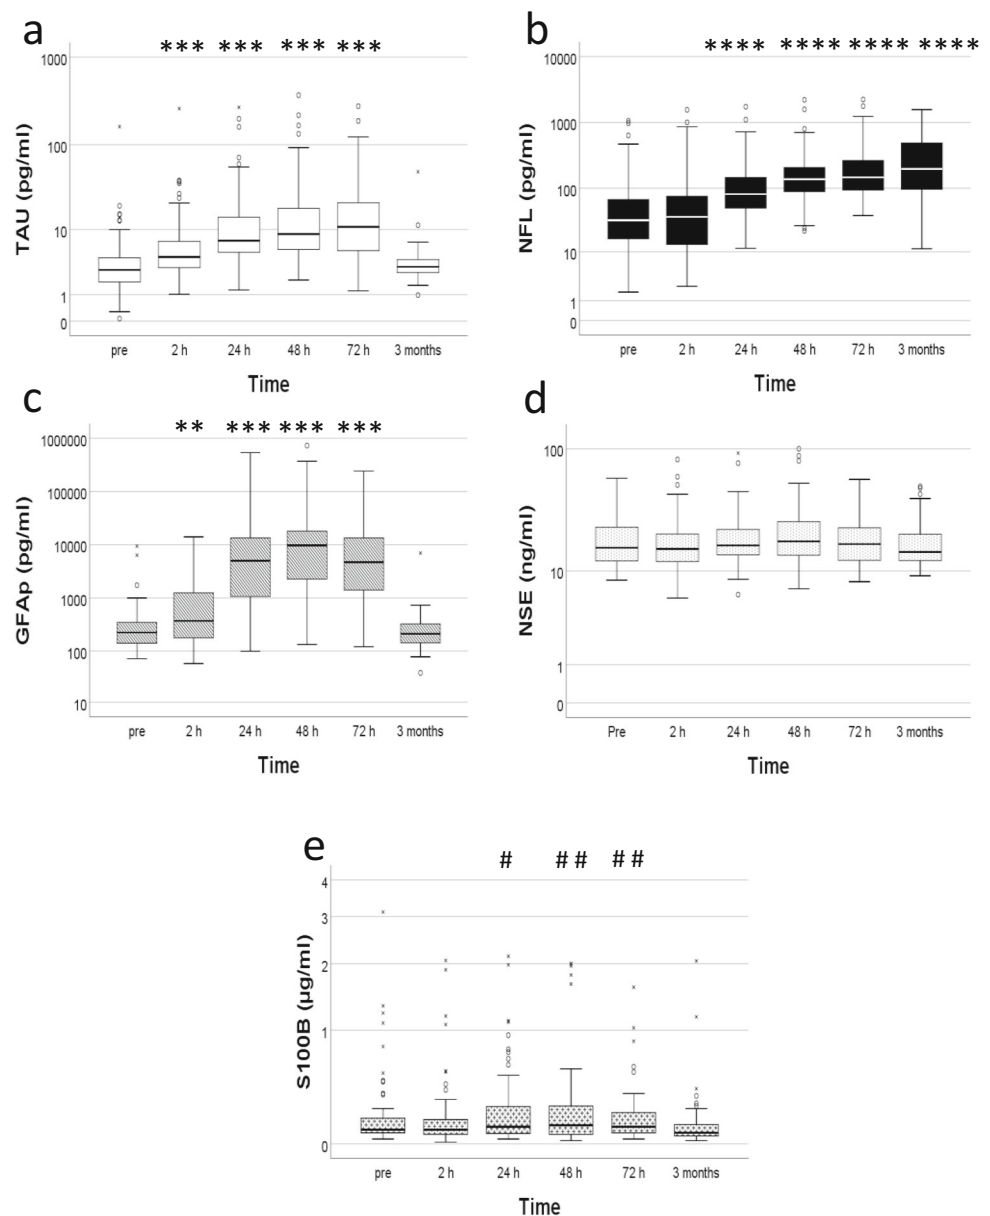 a
*** *** *** ***
TAU (pg/ml)
1000
100
10
1
0
pre 2 h 24 h 48 h 72 h 3 months
Time
b
**** **** **** ****
NFL (pg/ml)
10000
1000
100
10
1
0
pre 2 h 24 h 48 h 72 h 3 months
Time
c
** *** *** ***
GFAp (pg/ml)
1000000
100000
10000
1000
100
10
pre 2 h 24 h 48 h 72 h 3 months
Time
d
NSE (ng/ml)
100
10
1
0
Pre 2 h 24 h 48 h 72 h 3 months
Time
e
# ## ##
S100B (µg/ml)
4
3
2
1
0
pre 2 h 24 h 48 h 72 h 3 months
Time